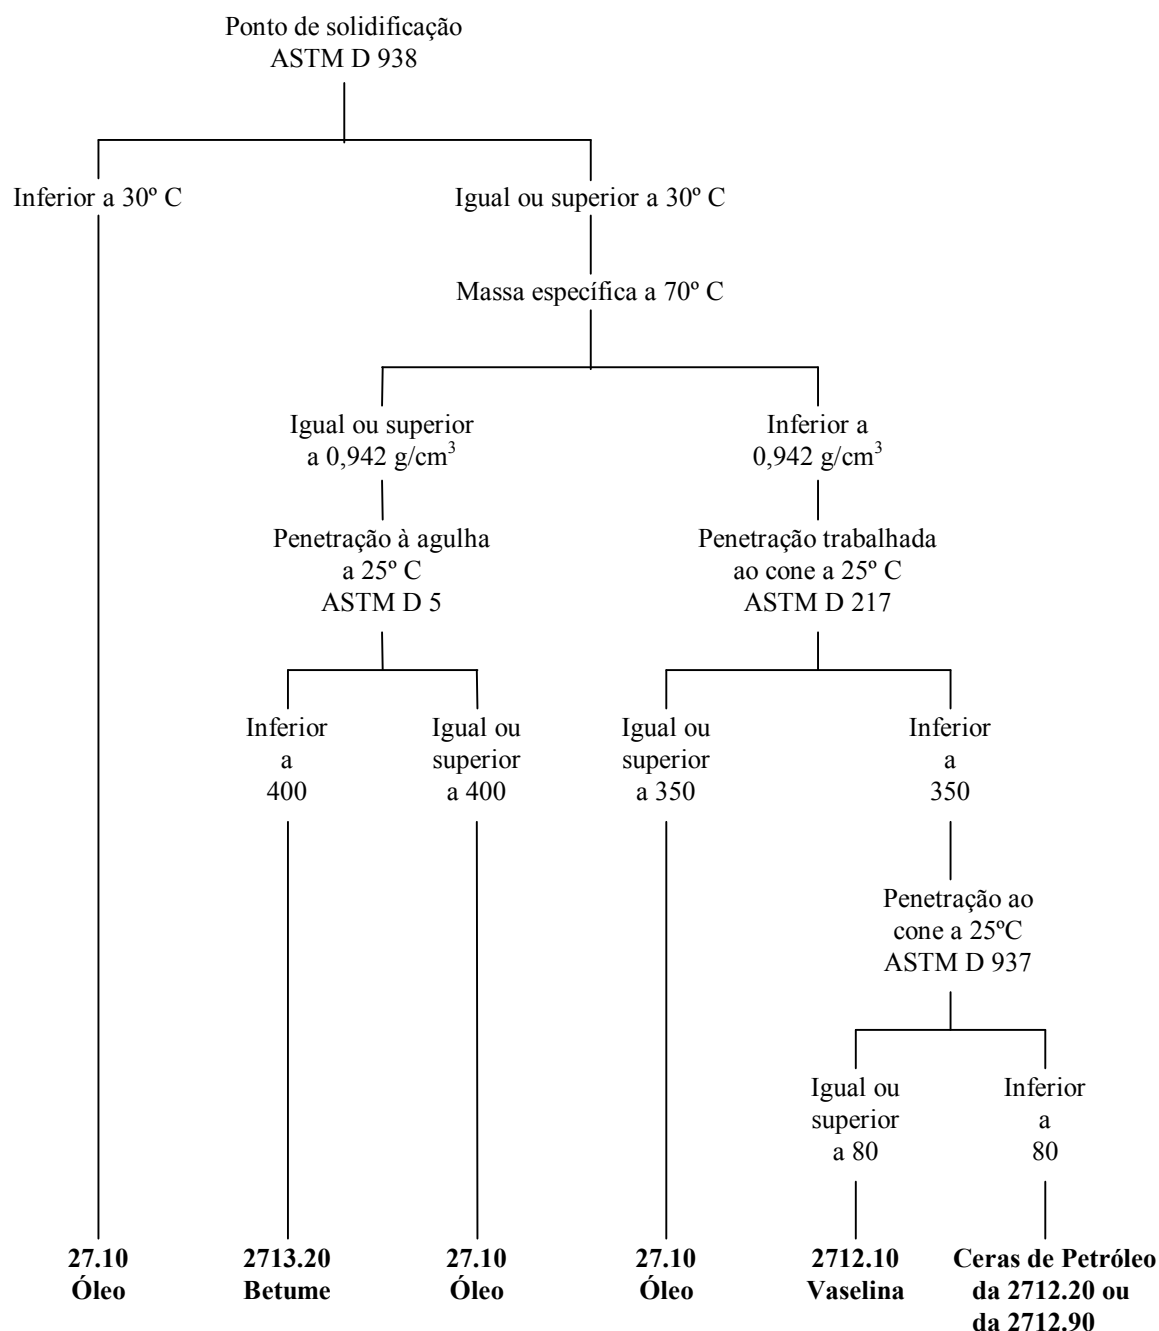 Ponto de solidificação
ASTM D 938
Inferior a 30º C
Igual ou superior a 30º C
Massa específica a 70º C
Igual ou superior
a 0,942 g/cm³
Inferior a
0,942 g/cm³
Penetração à agulha
a 25º C
ASTM D 5
Penetração trabalhada
ao cone a 25º C
ASTM D 217
Inferior
a
400
Igual ou
superior
a 400
Igual ou
superior
a 350
Inferior
a
350
Penetração ao
cone a 25ºC
ASTM D 937
Igual ou
superior
a 80
Inferior
a
80
27.10
Óleo
2713.20
Betume
27.10
Óleo
27.10
Óleo
2712.10
Vaselina
Ceras de Petróleo
da 2712.20 ou
da 2712.90